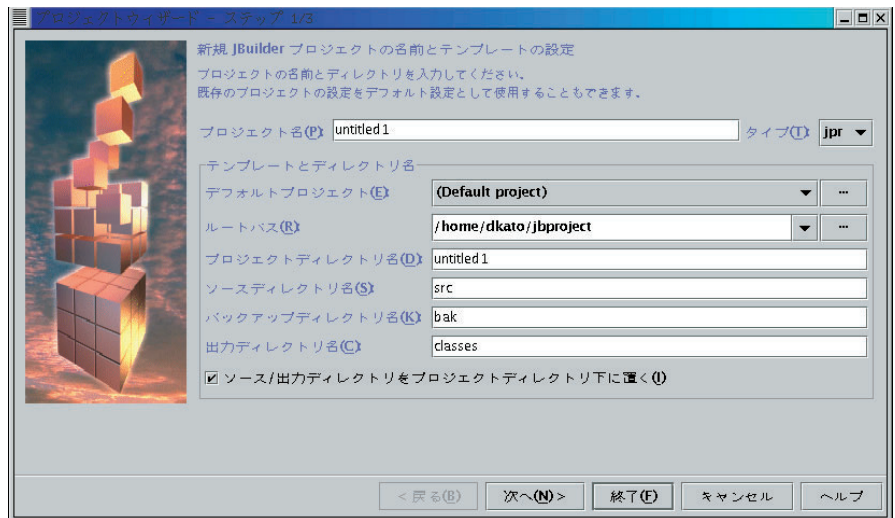 プロジェクトウィザード - ステップ 1/3
新規 JBuilder プロジェクトの名前とテンプレートの設定
プロジェクトの名前とディレクトリを入力してください。
既存のプロジェクトの設定をデフォルト設定として使用することもできます。
プロジェクト名(P): untitled1 タイプ(T): jpr
テンプレートとディレクトリ名
デフォルトプロジェクト(E): (Default project) ...
ルートパス(R): /home/dkato/jbproject ...
プロジェクトディレクトリ名(D): untitled1
ソースディレクトリ名(S): src
バックアップディレクトリ名(K): bak
出力ディレクトリ名(C): classes
ソース/出力ディレクトリをプロジェクトディレクトリ下に置く(I)
< 戻る(B) 次へ(N) > 終了(F) キャンセル ヘルプ